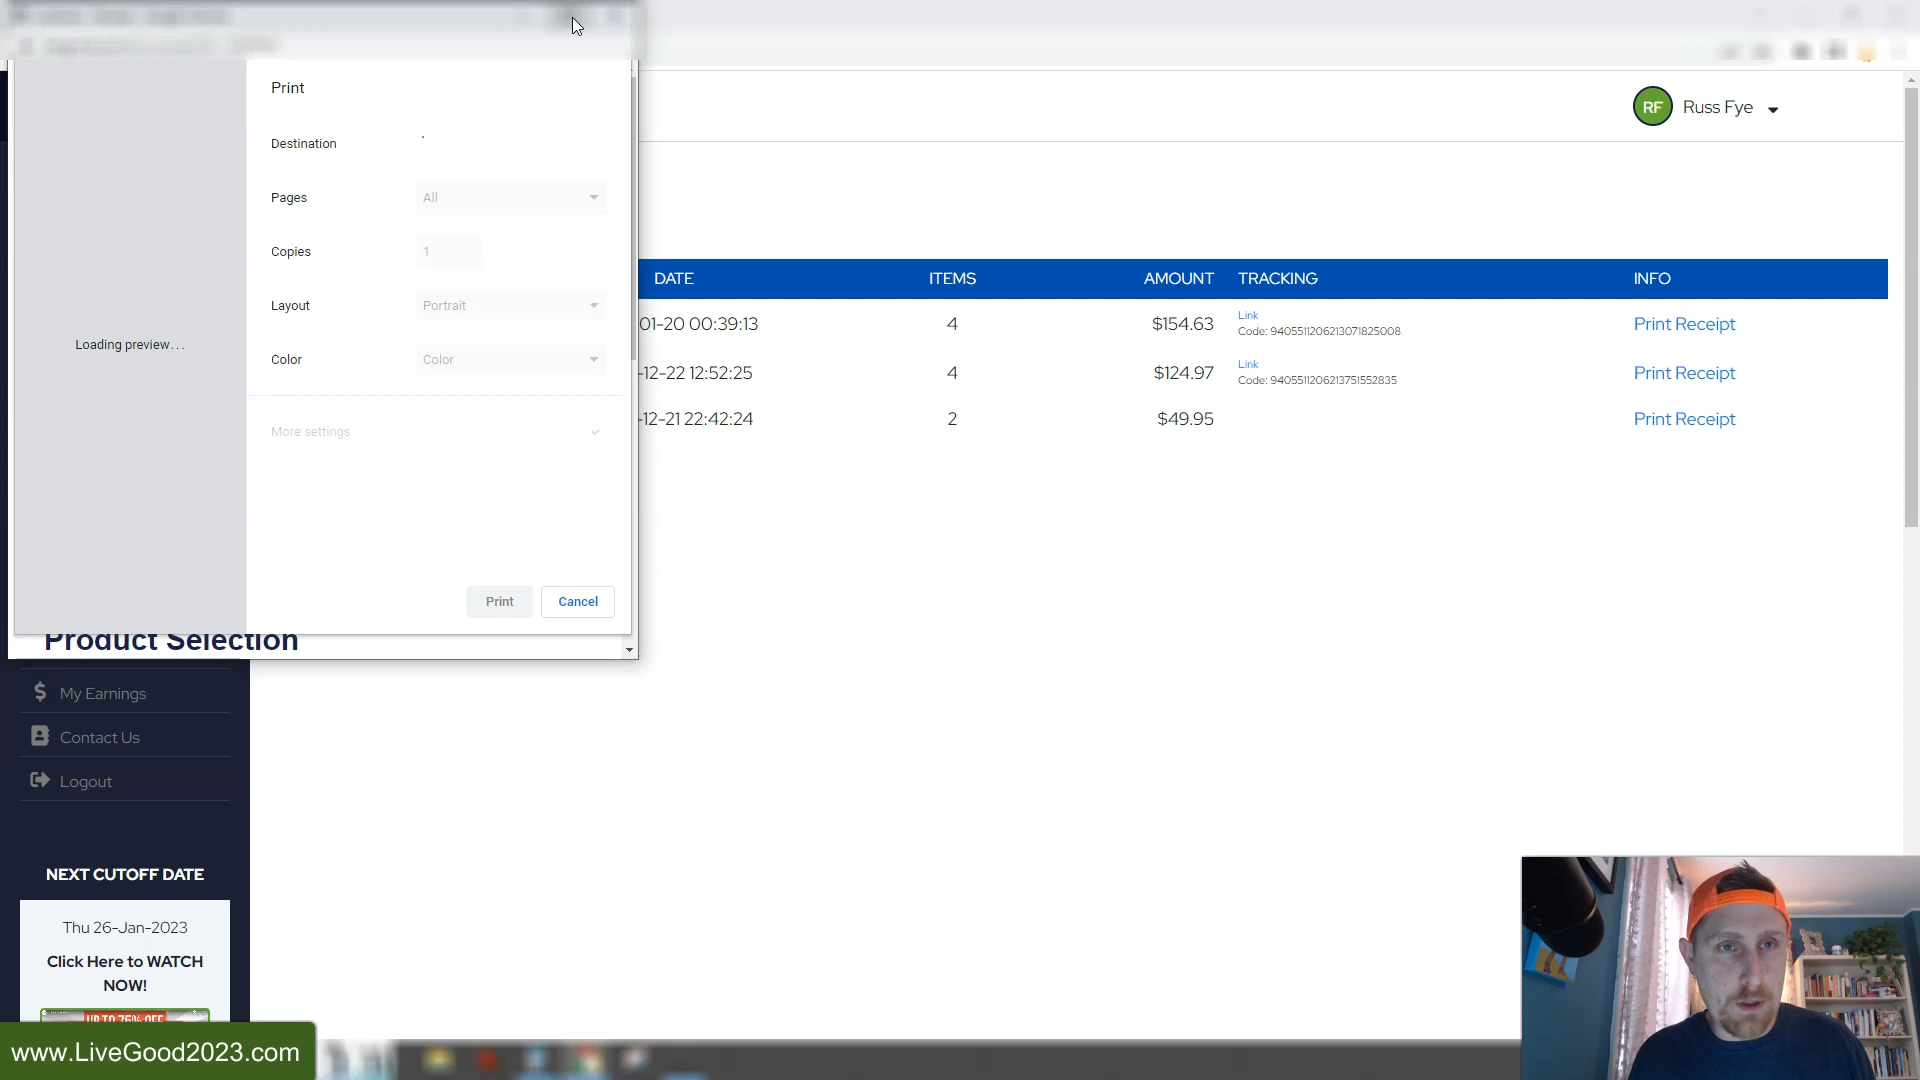 Print
Destination
Pages All
Copies 1
Layout Portrait
Color Color
More settings
Loading preview...
Print Cancel
Product Selection
RF Russ Fye
DATE ITEMS AMOUNT TRACKING INFO
01-20 00:39:13 4 $154.63 Link Print Receipt
Code: 9405511206213071825008
-12-22 12:52:25 4 $124.97 Link Print Receipt
Code: 9405511206213751552835
-12-21 22:42:24 2 $49.95 Print Receipt
My Earnings
Contact Us
Logout
NEXT CUTOFF DATE
Thu 26-Jan-2023
Click Here to WATCH
NOW!
UP TO 75% OFF
www.LiveGood2023.com